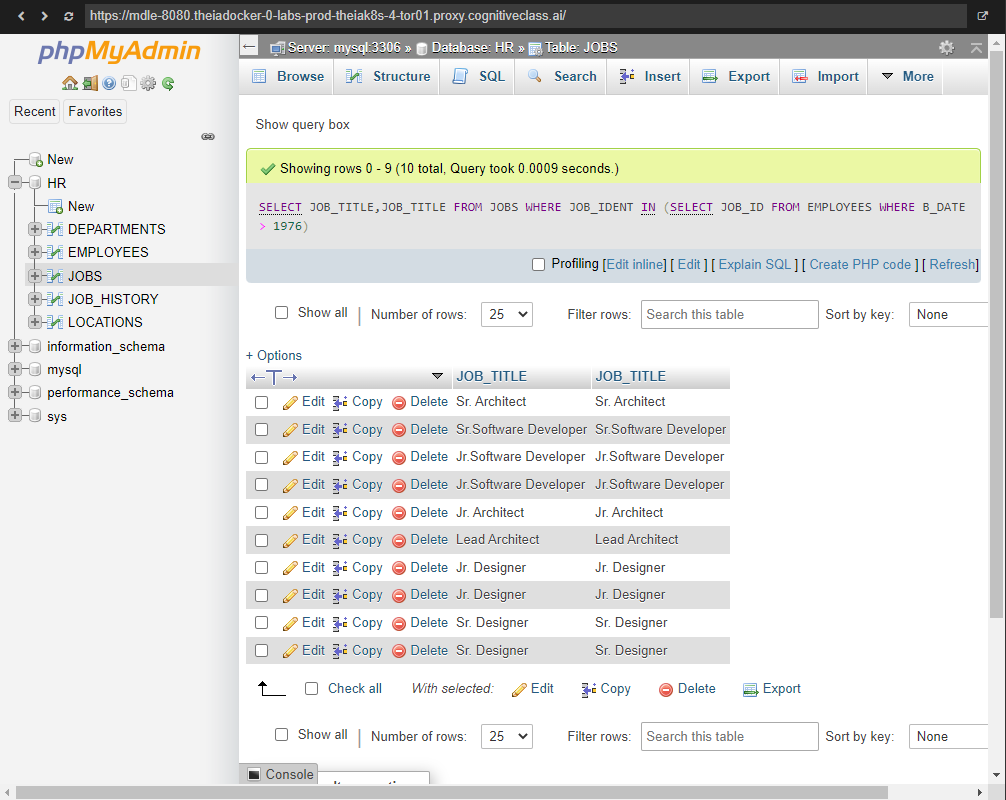 https://mdle-8080.theiadocker-0-labs-prod-theiak8s-4-tor01.proxy.cognitiveclass.ai/
phpMyAdmin
Recent Favorites
New
HR
New
DEPARTMENTS
EMPLOYEES
JOBS
JOB_HISTORY
LOCATIONS
information_schema
mysql
performance_schema
sys
Server: mysql:3306 » Database: HR » Table: JOBS
Browse Structure SQL Search Insert Export Import More
Show query box
Showing rows 0 - 9 (10 total, Query took 0.0009 seconds.)
SELECT JOB_TITLE,JOB_TITLE FROM JOBS WHERE JOB_IDENT IN (SELECT JOB_ID FROM EMPLOYEES WHERE B_DATE
> 1976)
Profiling [Edit inline] [ Edit ] [ Explain SQL ] [ Create PHP code ] [ Refresh]
Show all | Number of rows: 25 Filter rows: Search this table Sort by key: None
+ Options
←T→ JOB_TITLE JOB_TITLE
Edit Copy Delete Sr. Architect Sr. Architect
Edit Copy Delete Sr.Software Developer Sr.Software Developer
Edit Copy Delete Jr.Software Developer Jr.Software Developer
Edit Copy Delete Jr.Software Developer Jr.Software Developer
Edit Copy Delete Jr. Architect Jr. Architect
Edit Copy Delete Lead Architect Lead Architect
Edit Copy Delete Jr. Designer Jr. Designer
Edit Copy Delete Jr. Designer Jr. Designer
Edit Copy Delete Sr. Designer Sr. Designer
Edit Copy Delete Sr. Designer Sr. Designer
Check all With selected: Edit Copy Delete Export
Show all | Number of rows: 25 Filter rows: Search this table Sort by key: None
Console